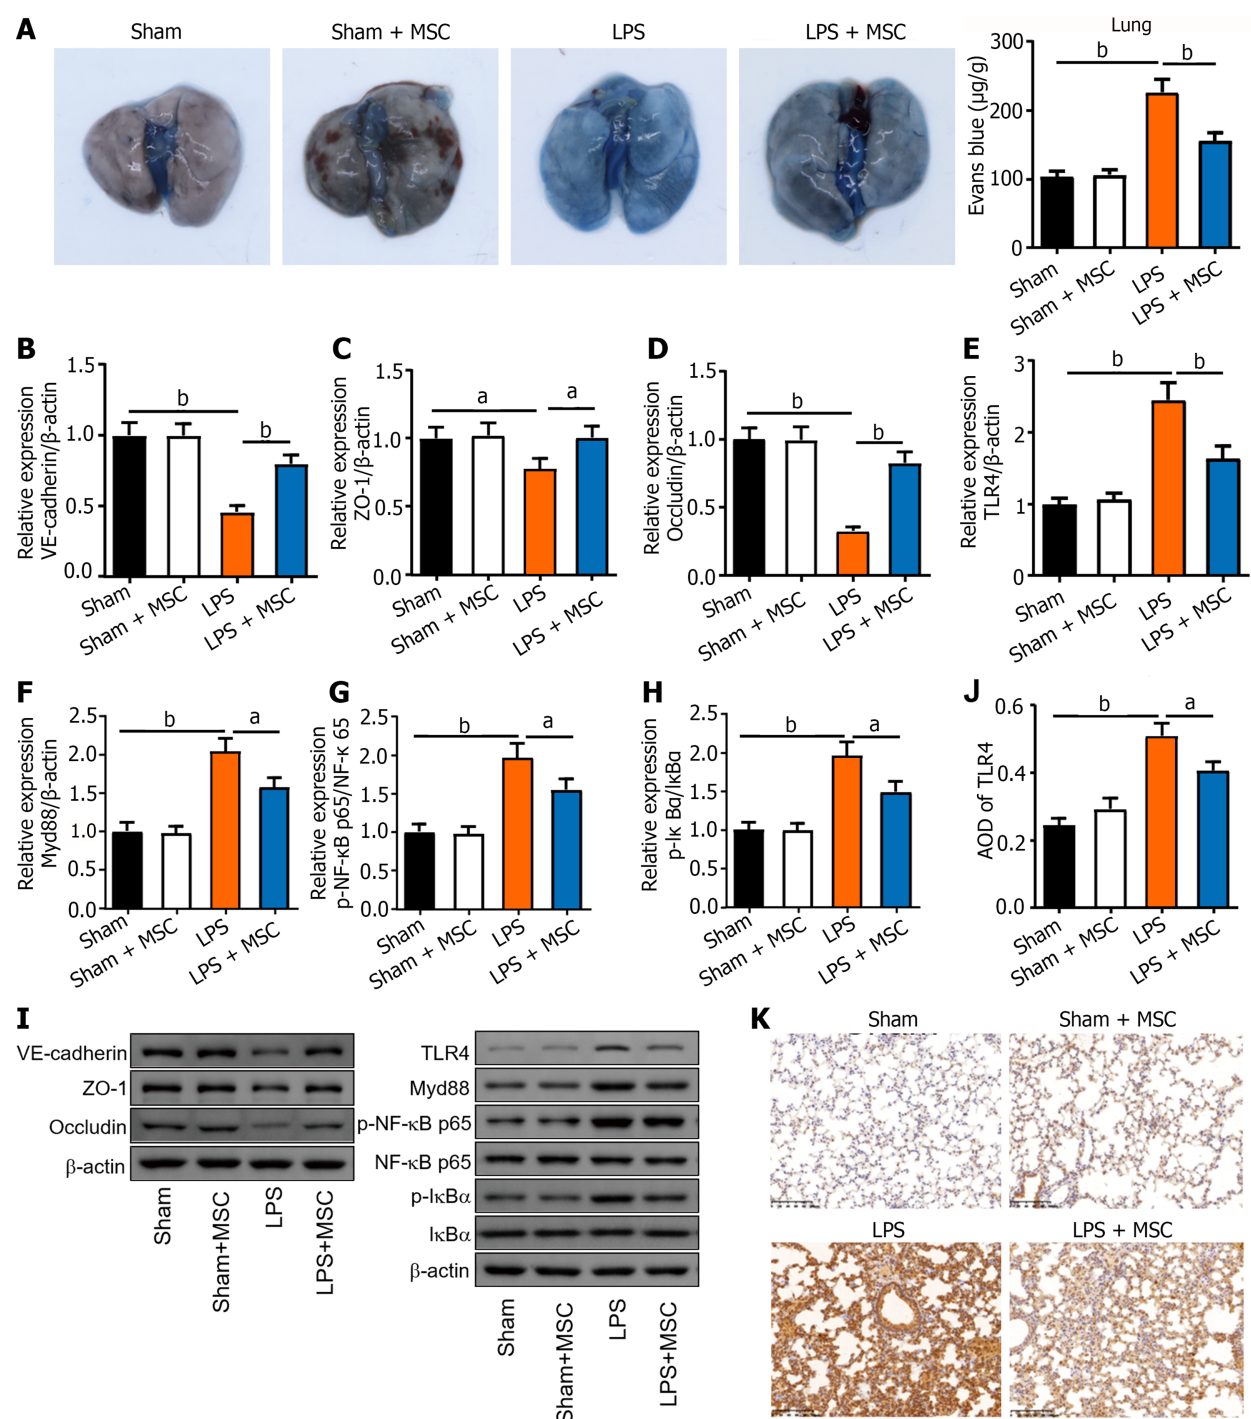 A
Sham
Sham + MSC
LPS
LPS + MSC
Lung
Evans blue (µg/g)
300
200
100
0
b
b
Sham
Sham + MSC
LPS
LPS + MSC
B
Relative expression
VE-cadherin/β-actin
1.5
1.0
0.5
0.0
b
b
Sham
Sham + MSC
LPS
LPS + MSC
C
Relative expression
ZO-1/β-actin
1.5
1.0
0.5
0.0
a
a
Sham
Sham + MSC
LPS
LPS + MSC
D
Relative expression
Occludin/β-actin
1.5
1.0
0.5
0.0
b
b
Sham
Sham + MSC
LPS
LPS + MSC
E
Relative expression
TLR4/β-actin
3
2
1
0
b
b
Sham
Sham + MSC
LPS
LPS + MSC
F
Relative expression
Myd88/β-actin
2.5
2.0
1.5
1.0
0.5
0.0
b
a
Sham
Sham + MSC
LPS
LPS + MSC
G
Relative expression
p-NF-κB p65/NF-κ 65
2.5
2.0
1.5
1.0
0.5
0.0
b
a
Sham
Sham + MSC
LPS
LPS + MSC
H
Relative expression
p-Iκ Bα/IκBα
2.5
2.0
1.5
1.0
0.5
0.0
b
a
Sham
Sham + MSC
LPS
LPS + MSC
J
AOD of TLR4
0.6
0.4
0.2
0.0
b
a
Sham
Sham + MSC
LPS
LPS + MSC
I
VE-cadherin
ZO-1
Occludin
β-actin
Sham
Sham+MSC
LPS
LPS+MSC
TLR4
Myd88
p-NF-κB p65
NF-κB p65
p-IκBα
IκBα
β-actin
Sham
Sham+MSC
LPS
LPS+MSC
K
Sham
Sham + MSC
LPS
LPS + MSC